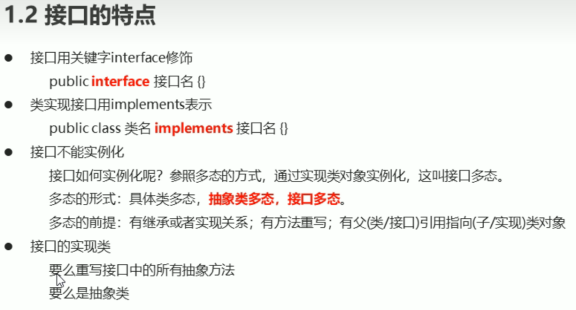 1.2 接口的特点
● 接口用关键字interface修饰
public interface 接口名 {}
● 类实现接口用implements表示
public class 类名 implements 接口名 {}
● 接口不能实例化
接口如何实例化呢？参照多态的方式，通过实现类对象实例化，这叫接口多态。
多态的形式：具体类多态，抽象类多态，接口多态。
多态的前提：有继承或者实现关系；有方法重写；有父(类/接口)引用指向(子/实现)类对象
● 接口的实现类
要么重写接口中的所有抽象方法
要么是抽象类